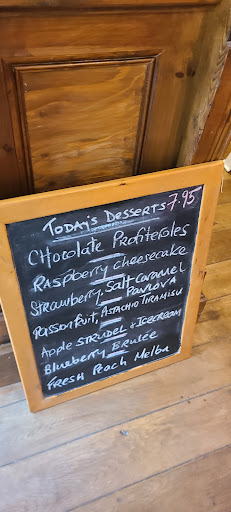 TODAY'S DESSERTS 7.95
Chocolate Profiteroles
Raspberry cheesecake
Strawberry, Salt Caramel
PAVLOVA
Passionfruit, PISTACHIO TIRAMISU
Apple STRUDEL & ICECREAM
Blueberry BRULÉE
FRESH Peach Melba